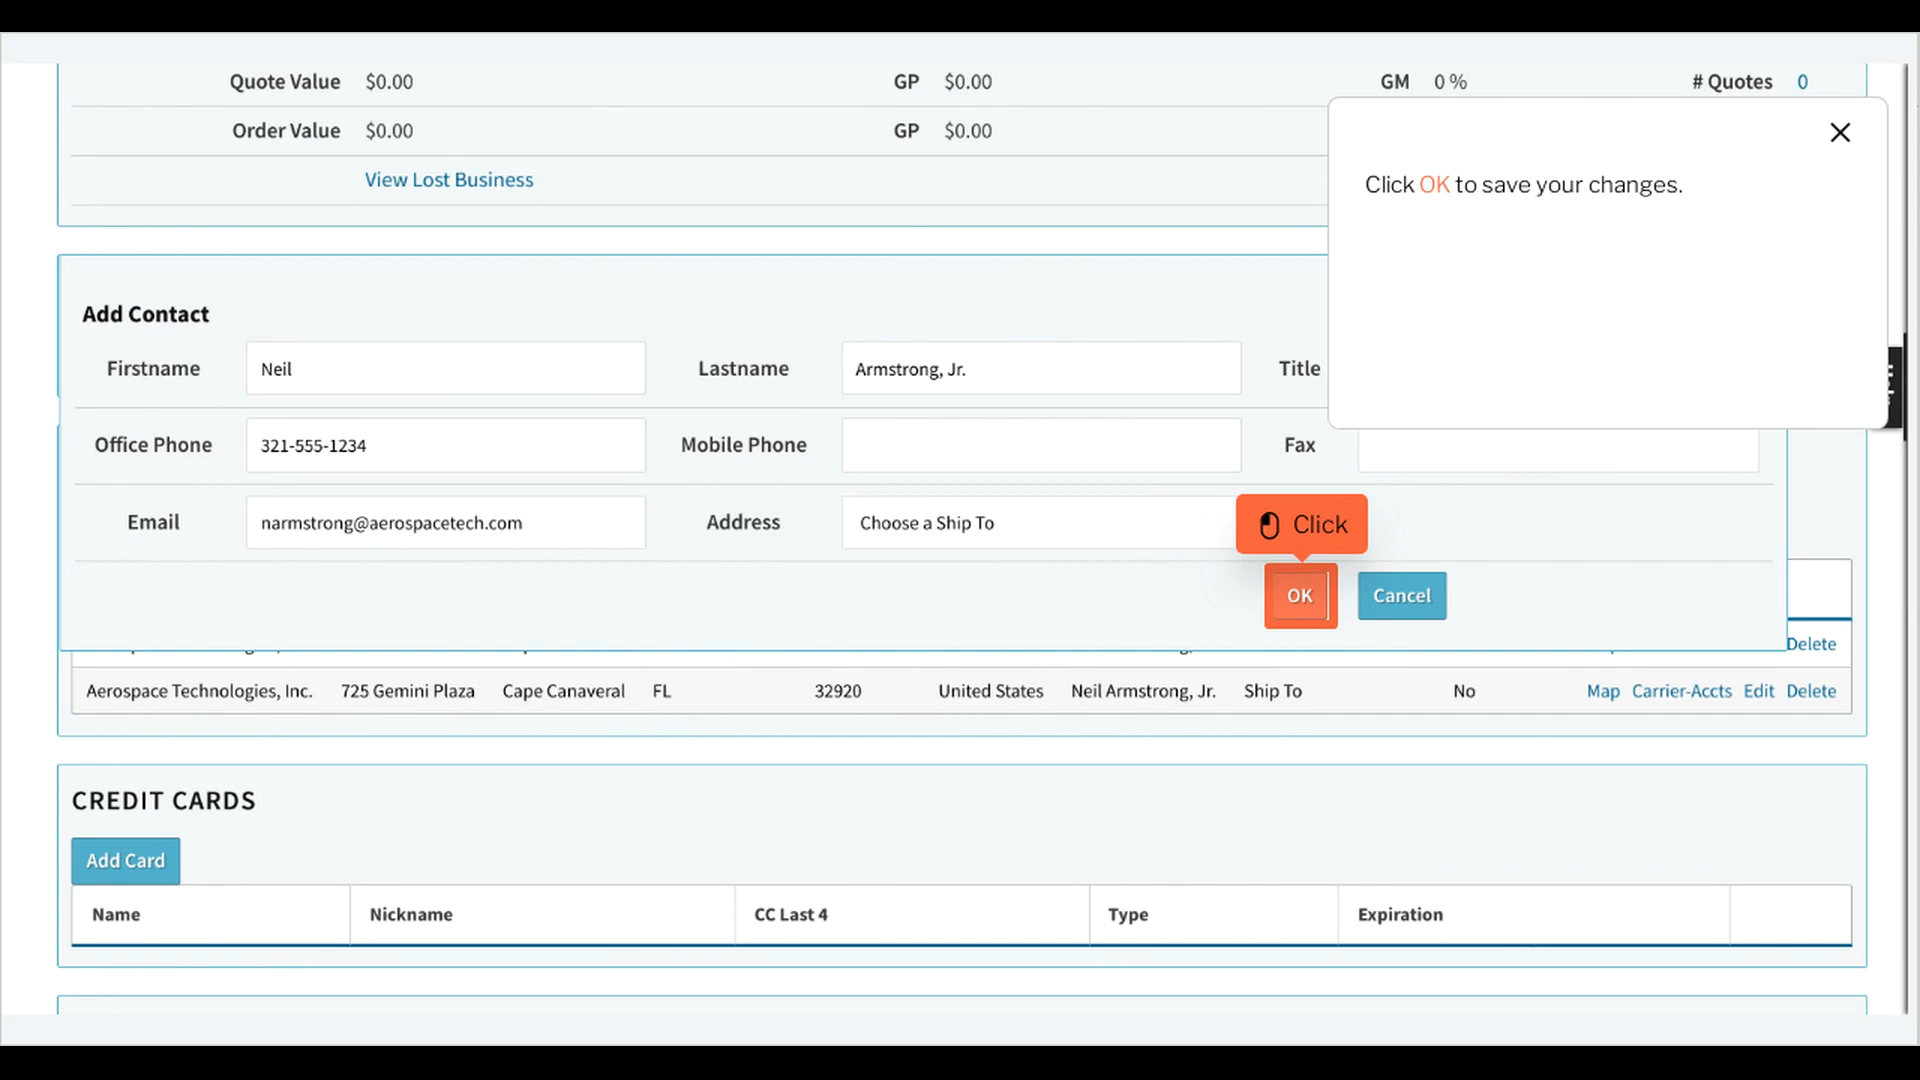 Quote Value $0.00 GP $0.00 GM 0 % # Quotes 0
Order Value $0.00 GP $0.00
View Lost Business
Click OK to save your changes.
Add Contact
Firstname Neil Lastname Armstrong, Jr. Title
Office Phone 321-555-1234 Mobile Phone Fax
Email narmstrong@aerospacetech.com Address Choose a Ship To
Click
OK Cancel
Delete
Aerospace Technologies, Inc. 725 Gemini Plaza Cape Canaveral FL 32920 United States Neil Armstrong, Jr. Ship To No Map Carrier-Accts Edit Delete
CREDIT CARDS
Add Card
Name Nickname CC Last 4 Type Expiration